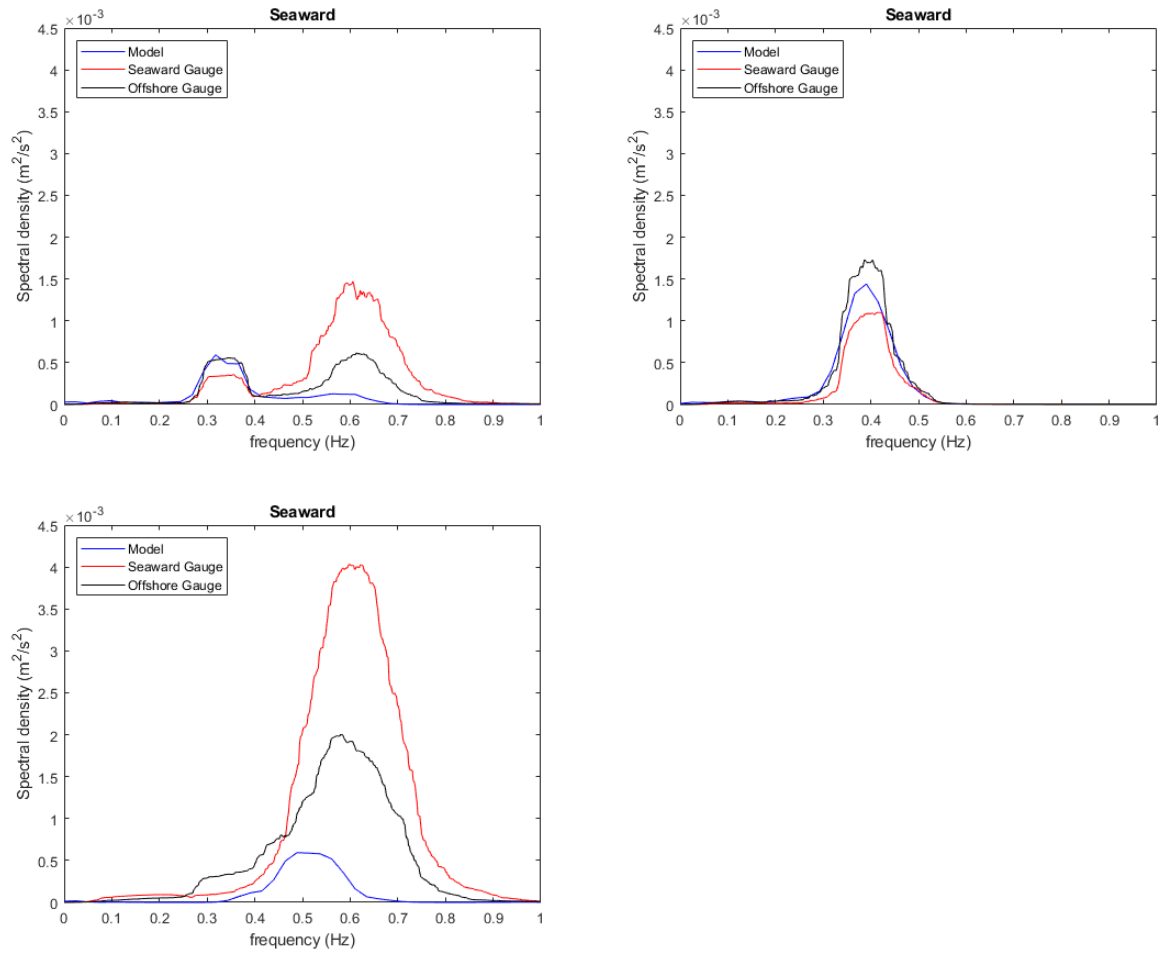 Seaward
×10⁻³
4.5
4
3.5
3
2.5
2
1.5
1
0.5
0
Spectral density (m²/s²)
Model
Seaward Gauge
Offshore Gauge
0 0.1 0.2 0.3 0.4 0.5 0.6 0.7 0.8 0.9 1
frequency (Hz)
Seaward
×10⁻³
4.5
4
3.5
3
2.5
2
1.5
1
0.5
0
Spectral density (m²/s²)
Model
Seaward Gauge
Offshore Gauge
0 0.1 0.2 0.3 0.4 0.5 0.6 0.7 0.8 0.9 1
frequency (Hz)
Seaward
×10⁻³
4.5
4
3.5
3
2.5
2
1.5
1
0.5
0
Spectral density (m²/s²)
Model
Seaward Gauge
Offshore Gauge
0 0.1 0.2 0.3 0.4 0.5 0.6 0.7 0.8 0.9 1
frequency (Hz)